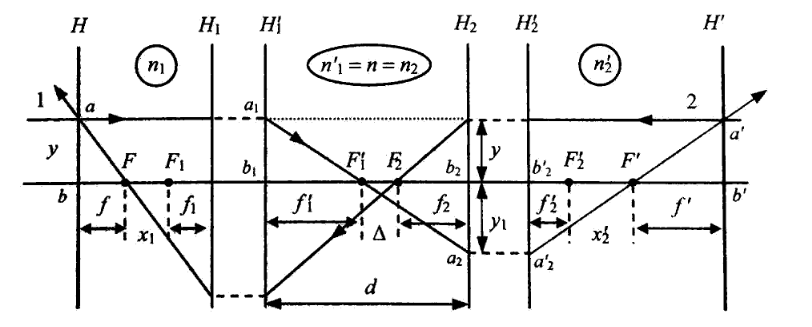 H H₁ H′₁ H₂ H′₂ H′
n₁ n′₁ = n = n₂ n′₂
1 a a₁ 2 a′
y F F₁ b₁ F′₁ F₂ b₂ y b′₂ F′₂ F′
b f f₁ f′₁ f₂ y₁ f′₂ f′ b′
x₁ Δ x′₂
a₂ a′₂
d